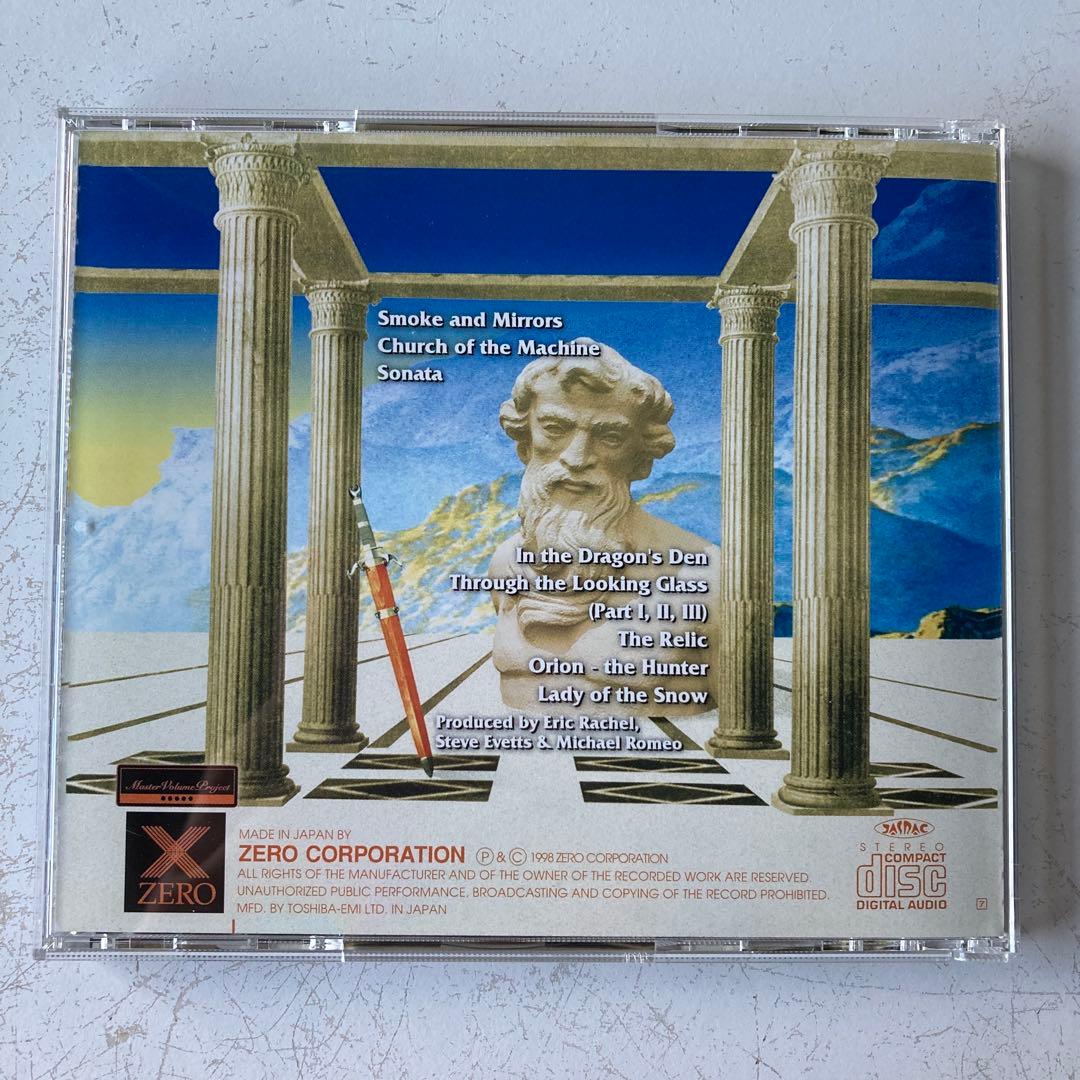 Smoke and Mirrors
Church of the Machine
Sonata
In the Dragon's Den
Through the Looking Glass
(Part I, II, III)
The Relic
Orion - the Hunter
Lady of the Snow
Produced by Eric Rachel,
Steve Evetts & Michael Romeo
Master Volume Project
ZERO
MADE IN JAPAN BY
ZERO CORPORATION Ⓟ & Ⓒ 1998 ZERO CORPORATION
ALL RIGHTS OF THE MANUFACTURER AND OF THE OWNER OF THE RECORDED WORK ARE RESERVED.
UNAUTHORIZED PUBLIC PERFORMANCE, BROADCASTING AND COPYING OF THE RECORD PROHIBITED.
MFD. BY TOSHIBA-EMI LTD. IN JAPAN
JASRAC
STEREO
COMPACT
disc
DIGITAL AUDIO
7